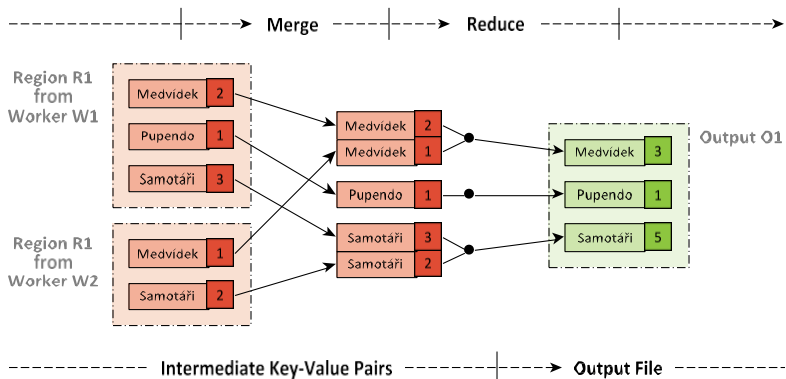 Merge
Reduce
Region R1
from
Worker W1
Medvídek 2
Pupendo 1
Samotáři 3
Region R1
from
Worker W2
Medvídek 1
Samotáři 2
Medvídek 2
Medvídek 1
Pupendo 1
Samotáři 3
Samotáři 2
Medvídek 3
Pupendo 1
Samotáři 5
Output O1
Intermediate Key-Value Pairs
Output File